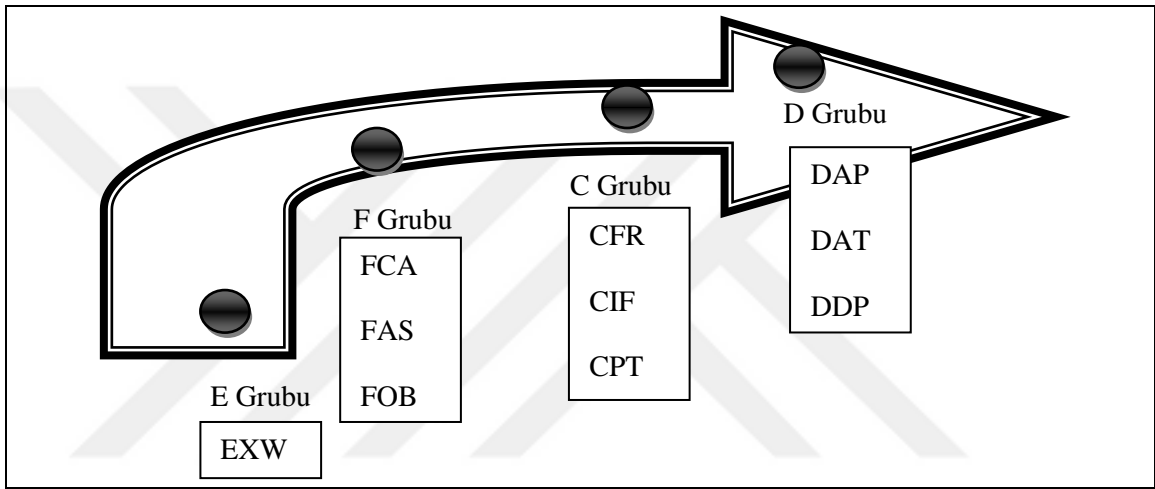 E Grubu
EXW
F Grubu
FCA
FAS
FOB
C Grubu
CFR
CIF
CPT
D Grubu
DAP
DAT
DDP